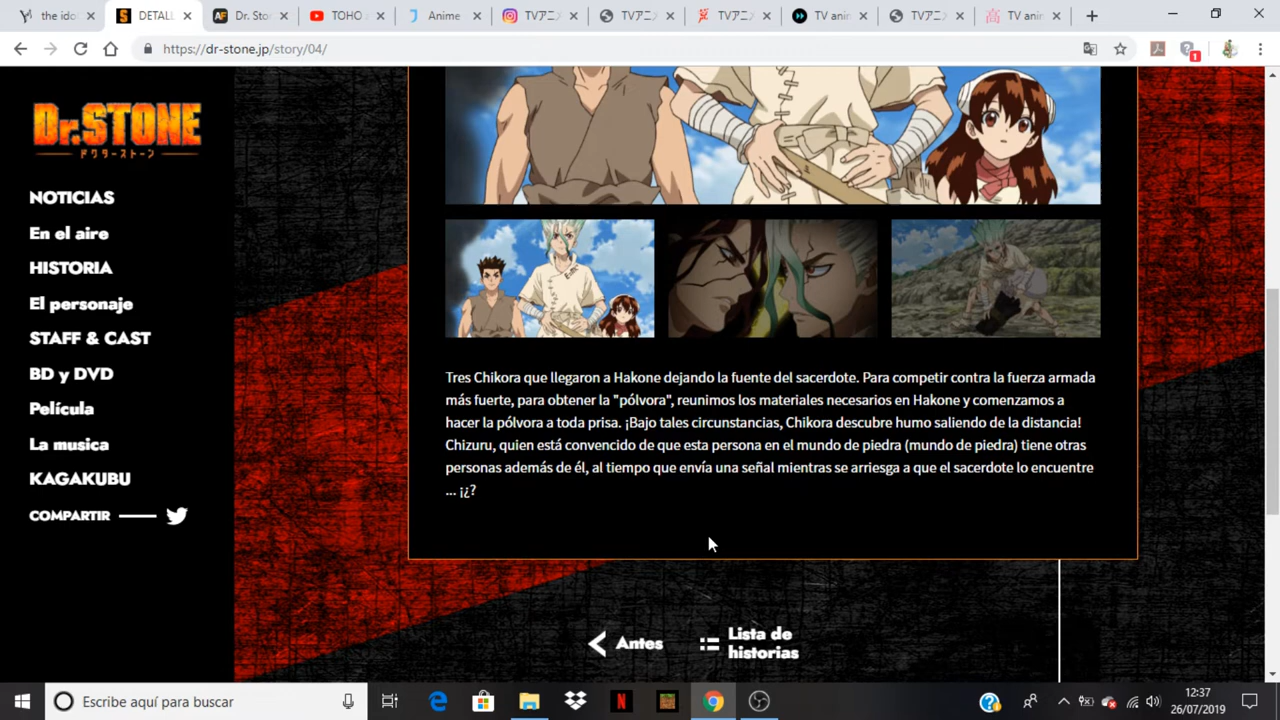 the ido
DETALL
Dr. Sto
TOHO a
Anime
TVアニメ
TVアニメ
TVアニメ
TV anim
TVアニメ
TV anim
https://dr-stone.jp/story/04/
1
Dr.STONE
ドクターストーン
NOTICIAS
En el aire
HISTORIA
El personaje
STAFF & CAST
BD y DVD
Película
La musica
KAGAKUBU
COMPARTIR
Tres Chikora que llegaron a Hakone dejando la fuente del sacerdote. Para competir contra la fuerza armada
más fuerte, para obtener la "pólvora", reunimos los materiales necesarios en Hakone y comenzamos a
hacer la pólvora a toda prisa. ¡Bajo tales circunstancias, Chikora descubre humo saliendo de la distancia!
Chizuru, quien está convencido de que esta persona en el mundo de piedra (mundo de piedra) tiene otras
personas además de él, al tiempo que envía una señal mientras se arriesga a que el sacerdote lo encuentre
... ¡¿?
Antes
Lista de
historias
Escribe aquí para buscar
12:37
26/07/2019